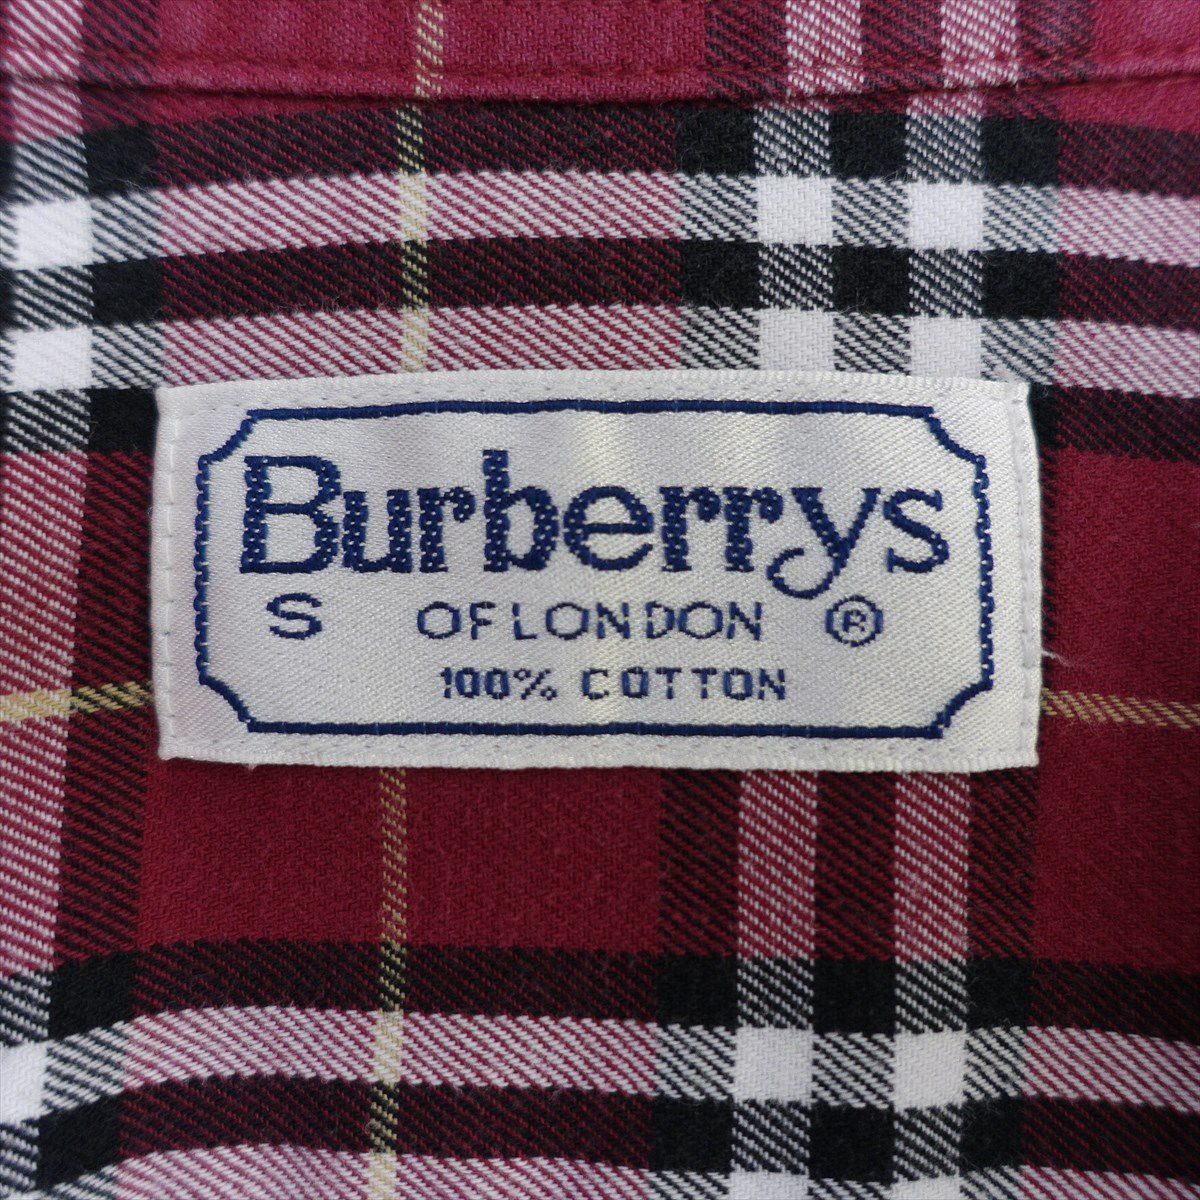 Burberrys
S OF LONDON ®
100% COTTON